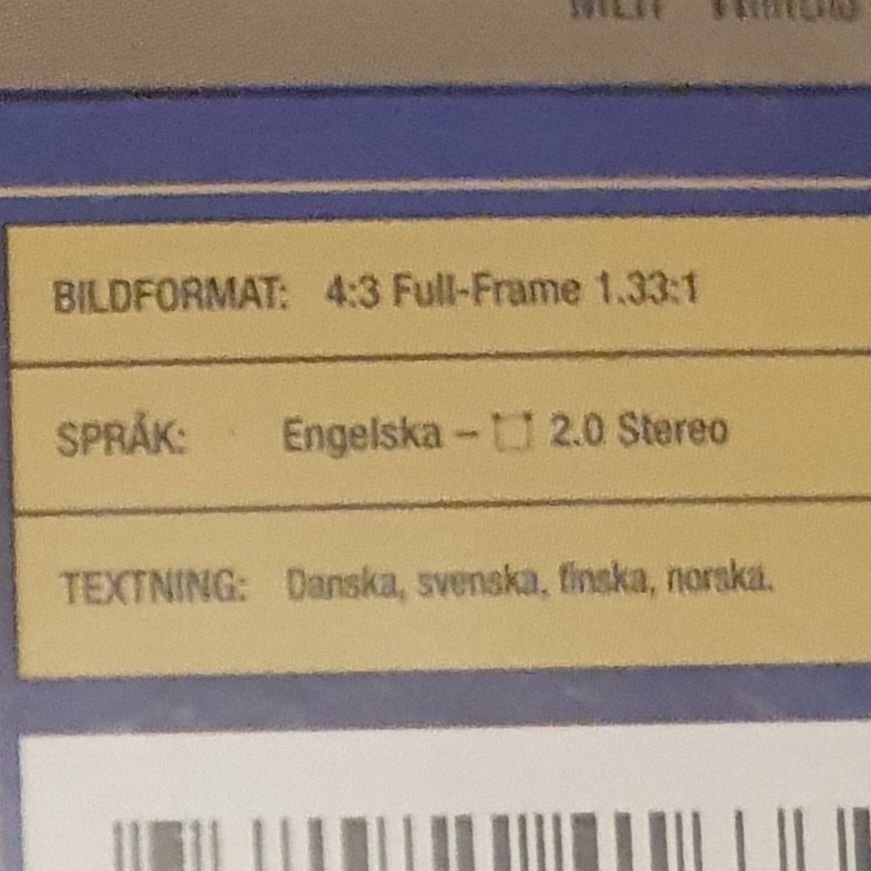 BILDFORMAT: 4:3 Full-Frame 1.33:1
SPRÅK: Engelska – 2.0 Stereo
TEXTNING: Danska, svenska, finska, norska.